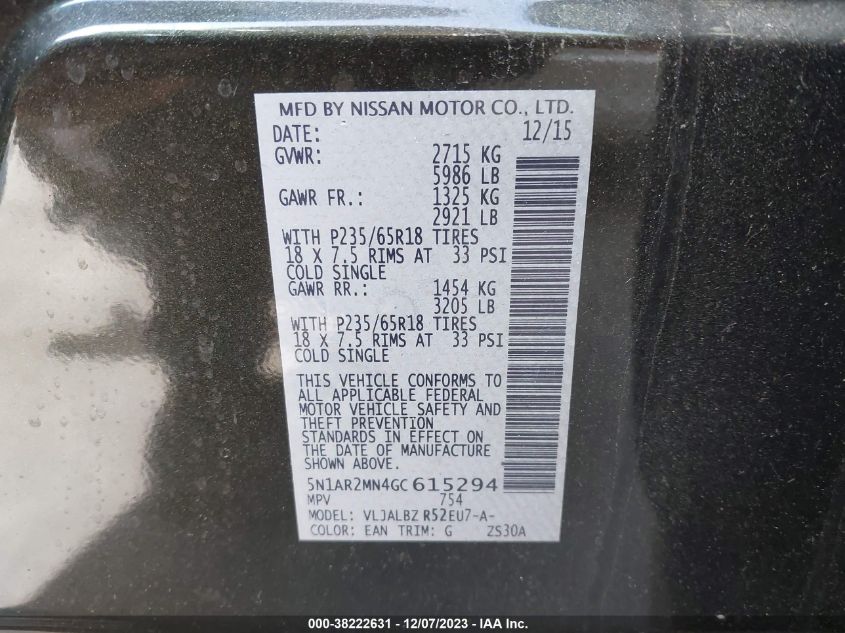 MFD BY NISSAN MOTOR CO., LTD.
DATE: 12/15
GVWR: 2715 KG
5986 LB
GAWR FR.: 1325 KG
2921 LB
WITH P235/65R18 TIRES
18 X 7.5 RIMS AT 33 PSI
COLD SINGLE
GAWR RR.: 1454 KG
3205 LB
WITH P235/65R18 TIRES
18 X 7.5 RIMS AT 33 PSI
COLD SINGLE
THIS VEHICLE CONFORMS TO
ALL APPLICABLE FEDERAL
MOTOR VEHICLE SAFETY AND
THEFT PREVENTION
STANDARDS IN EFFECT ON
THE DATE OF MANUFACTURE
SHOWN ABOVE.
5N1AR2MN4GC615294
MPV 754
MODEL: VLJALBZ R52EU7-A-
COLOR: EAN TRIM: G ZS30A
000-38222631 - 12/07/2023 - IAA Inc.